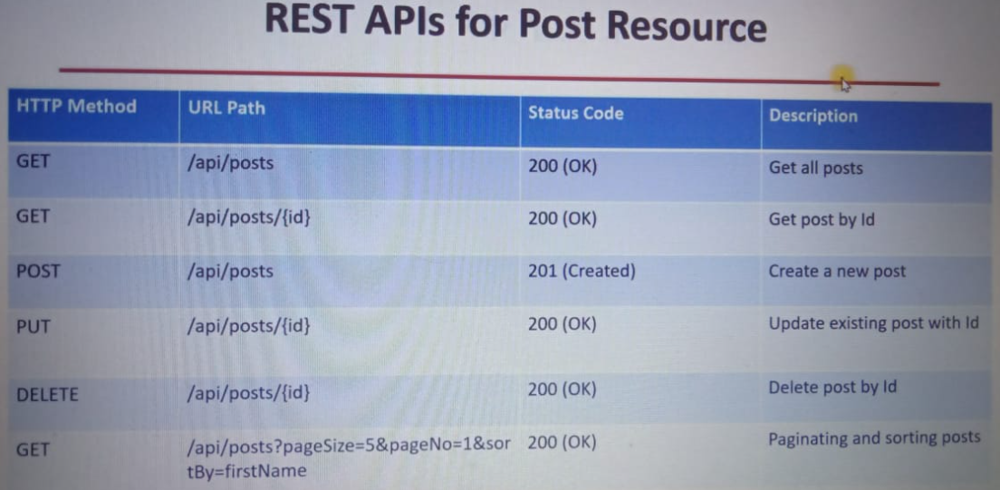 REST APIs for Post Resource
HTTP Method URL Path Status Code Description
GET /api/posts 200 (OK) Get all posts
GET /api/posts/{id} 200 (OK) Get post by Id
POST /api/posts 201 (Created) Create a new post
PUT /api/posts/{id} 200 (OK) Update existing post with Id
DELETE /api/posts/{id} 200 (OK) Delete post by Id
GET /api/posts?pageSize=5&pageNo=1&sor 200 (OK) Paginating and sorting posts
tBy=firstName